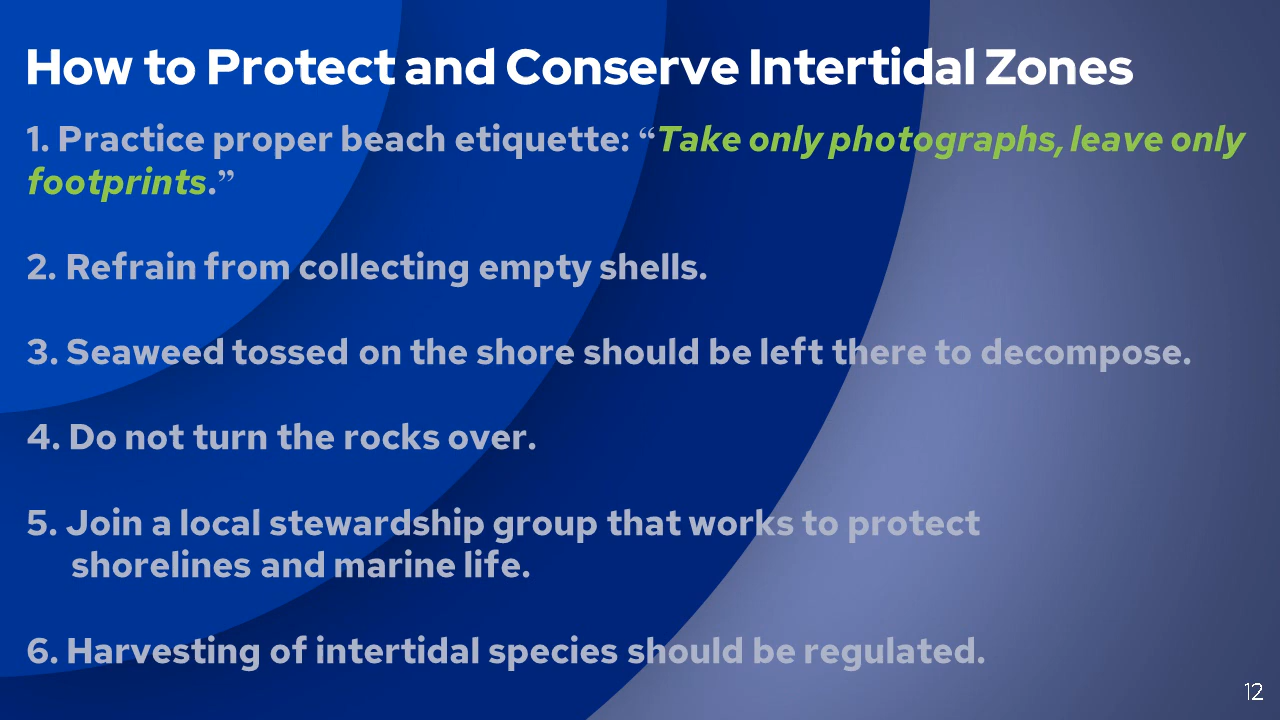 How to Protect and Conserve Intertidal Zones
1. Practice proper beach etiquette: “Take only photographs, leave only
footprints.”
2. Refrain from collecting empty shells.
3. Seaweed tossed on the shore should be left there to decompose.
4. Do not turn the rocks over.
5. Join a local stewardship group that works to protect
shorelines and marine life.
6. Harvesting of intertidal species should be regulated.
12